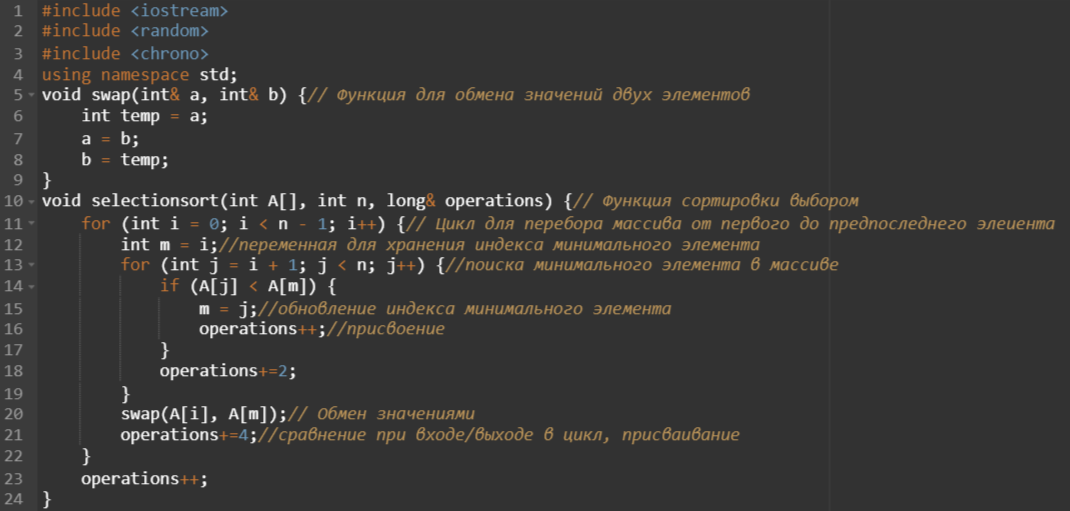 1 #include <iostream>
2 #include <random>
3 #include <chrono>
4 using namespace std;
5 void swap(int& a, int& b) {// Функция для обмена значений двух элементов
6     int temp = a;
7     a = b;
8     b = temp;
9 }
10 void selectionsort(int A[], int n, long& operations) {// Функция сортировки выбором
11     for (int i = 0; i < n - 1; i++) {// Цикл для перебора массива от первого до предпоследнего элеиента
12         int m = i;//переменная для хранения индекса минимального элемента
13         for (int j = i + 1; j < n; j++) {//поиска минимального элемента в массиве
14             if (A[j] < A[m]) {
15                 m = j;//обновление индекса минимального элемента
16                 operations++;//присвоение
17             }
18             operations+=2;
19         }
20         swap(A[i], A[m]);// Обмен значениями
21         operations+=4;//сравнение при входе/выходе в цикл, присваивание
22     }
23     operations++;
24 }